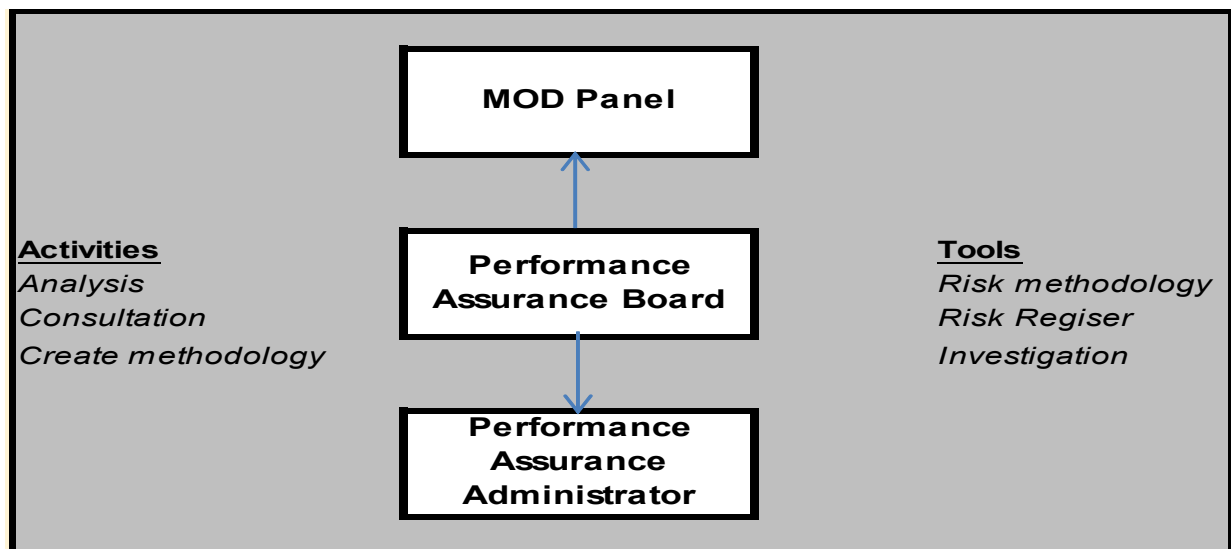 MOD Panel
Activities
Analysis
Consultation
Create methodology
Performance
Assurance Board
Tools
Risk methodology
Risk Regiser
Investigation
Performance
Assurance
Administrator